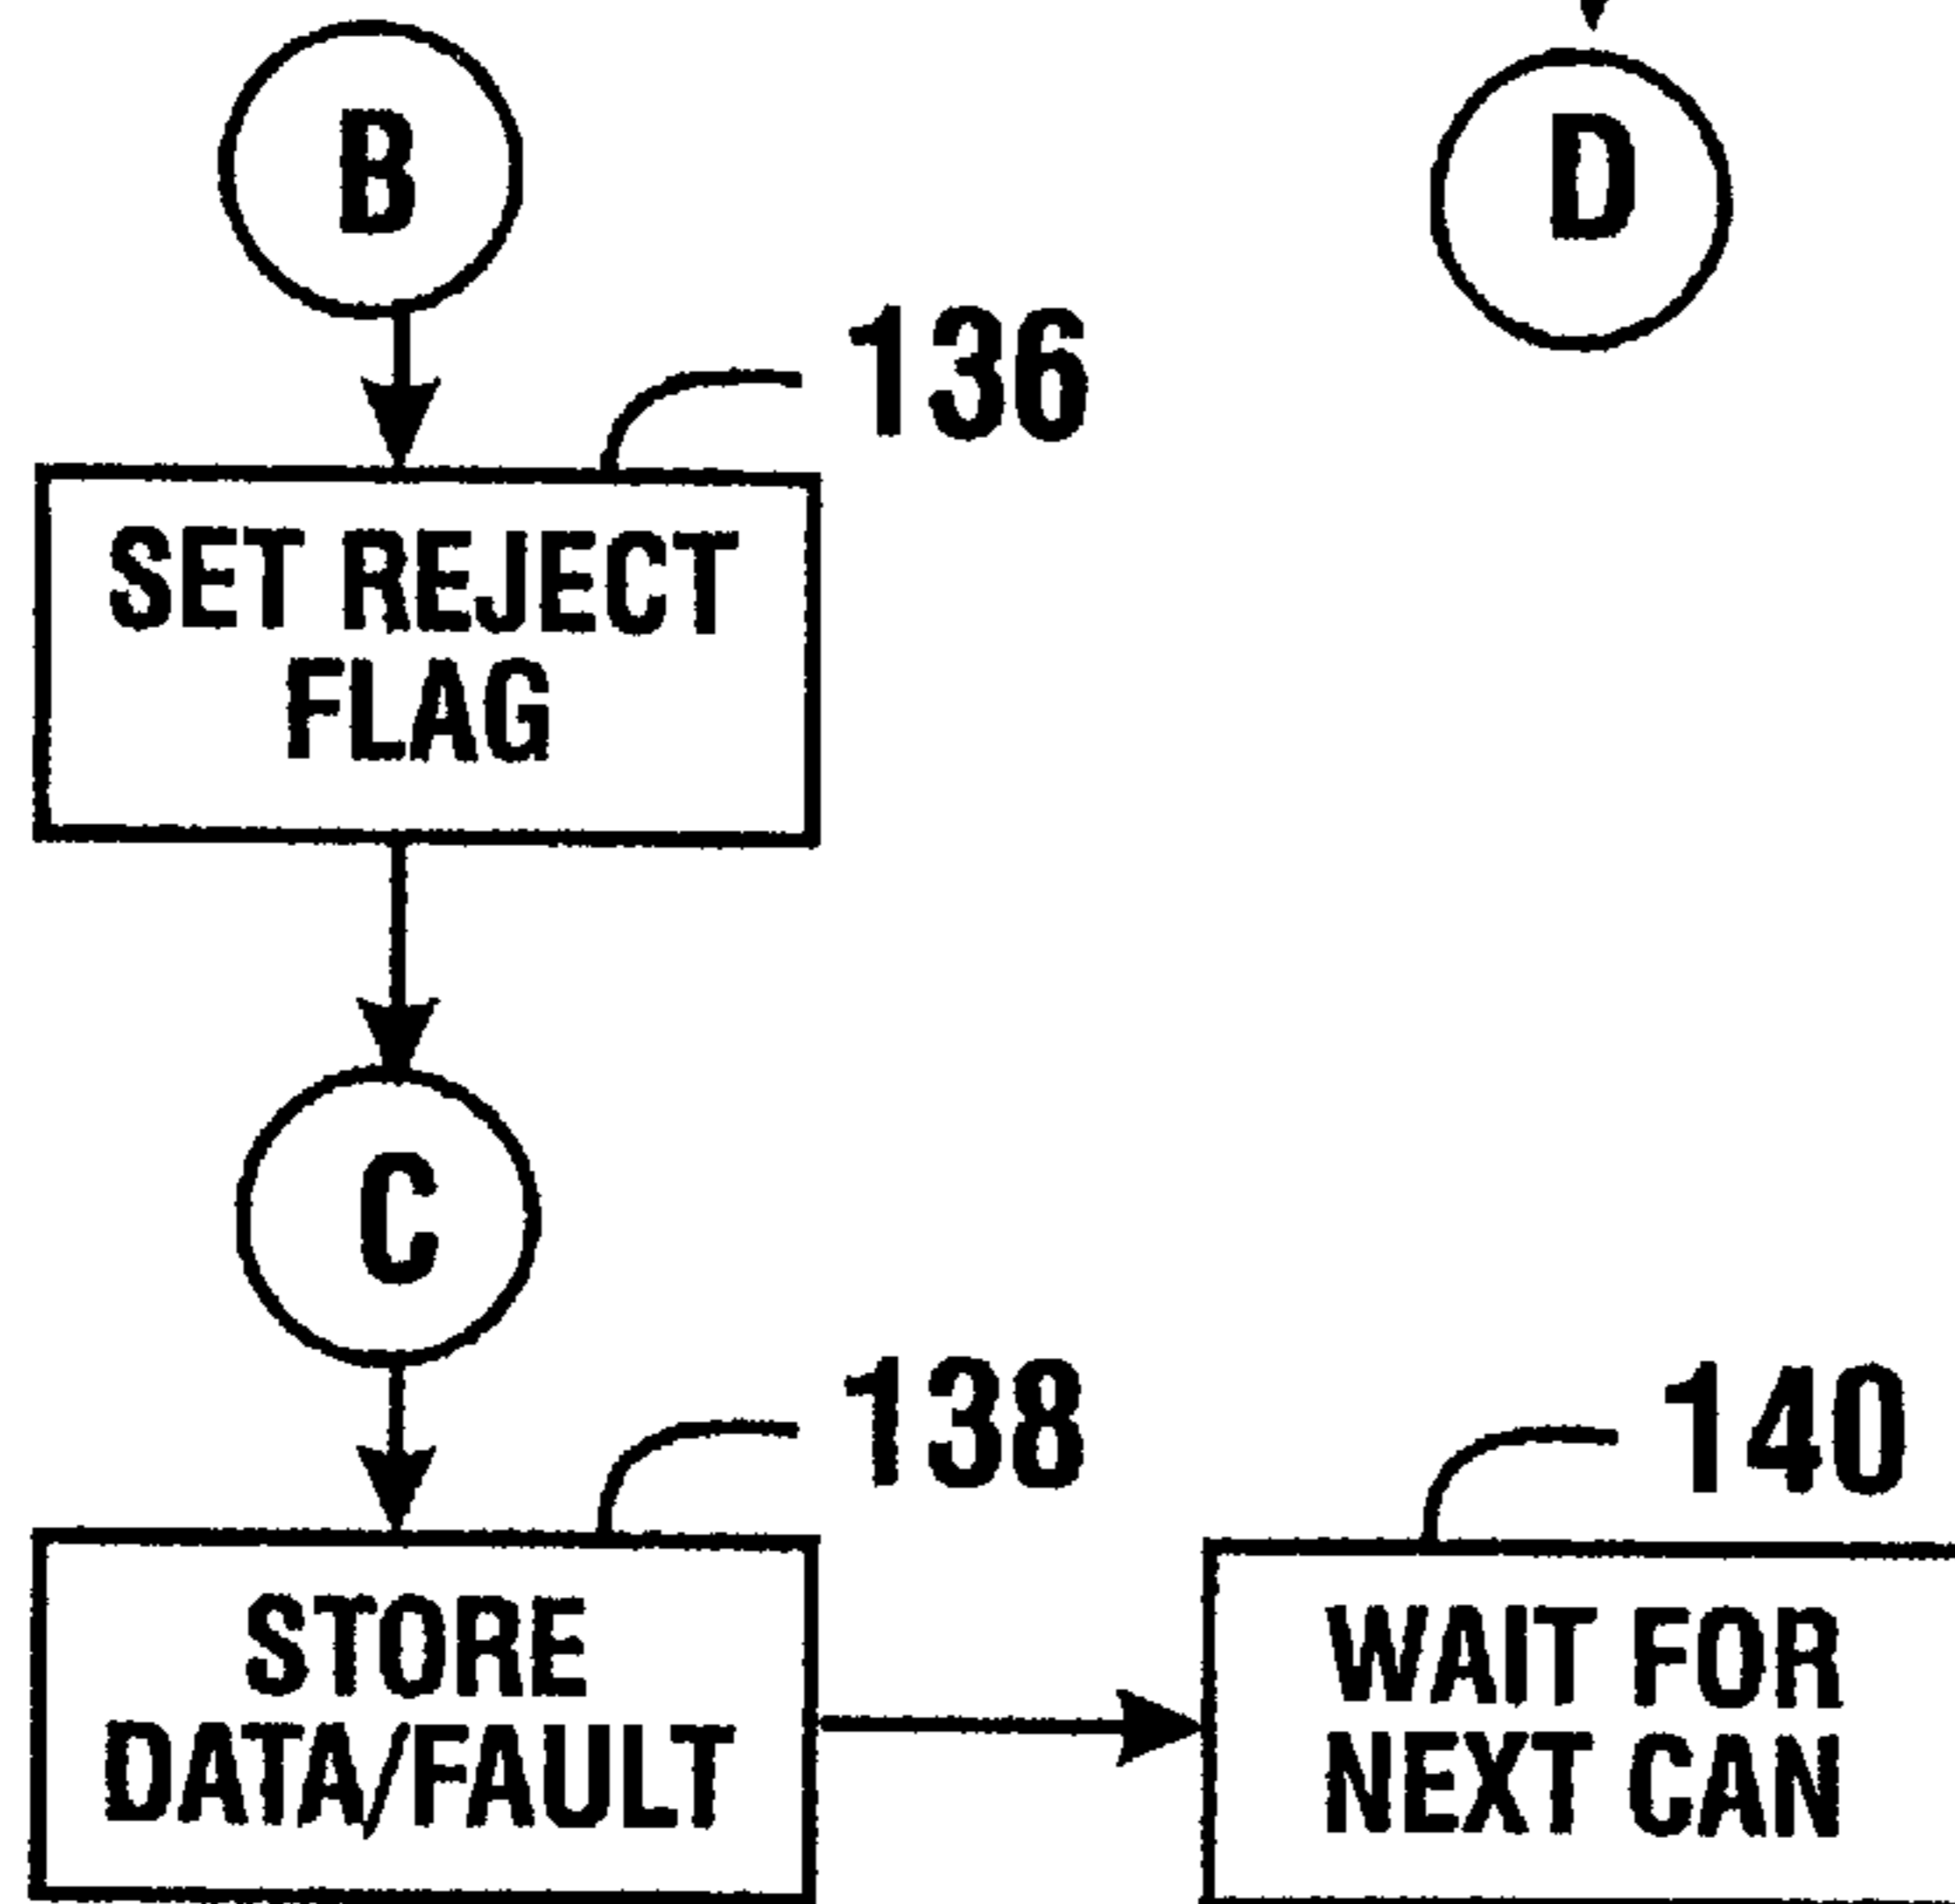 B
D
136
SET REJECT
FLAG
C
138
140
STORE
DATA/FAULT
WAIT FOR
NEXT CAN